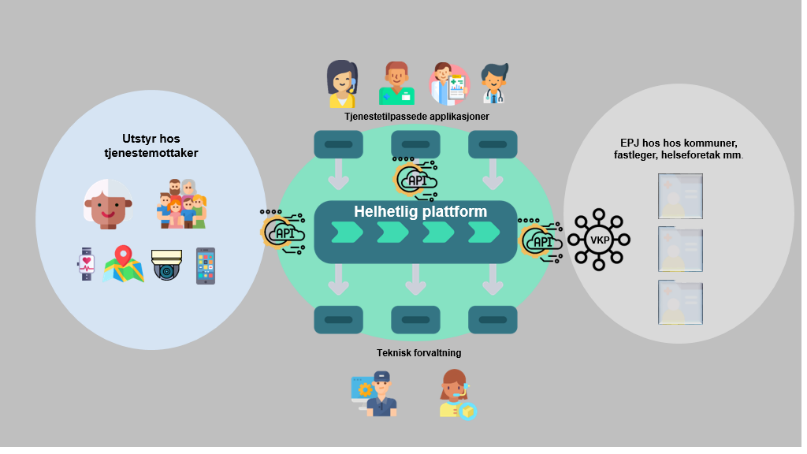 Tjenestetilpassede applikasjoner
Utstyr hos
tjenestemottaker
EPJ hos hos kommuner,
fastleger, helseforetak mm.
API
Helhetlig plattform
API
API
VKP
Teknisk forvaltning